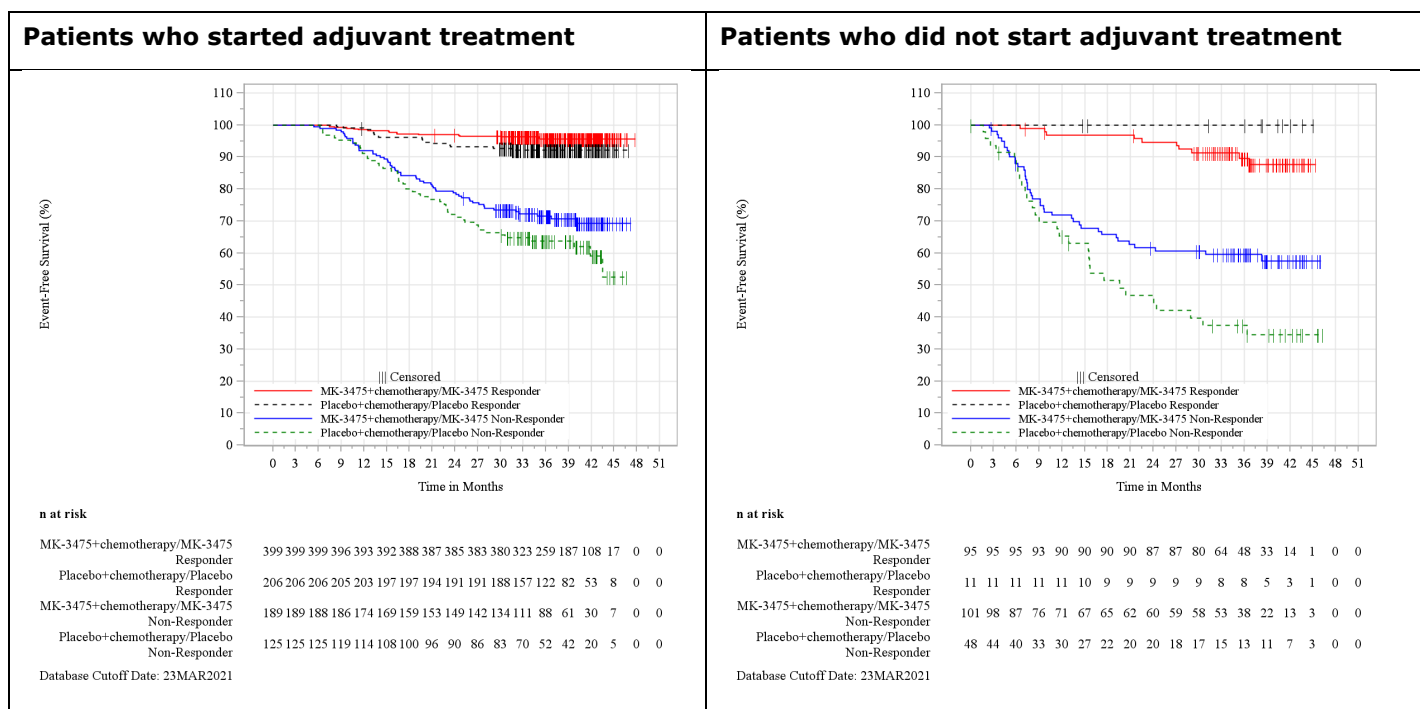 Patients who started adjuvant treatment
110
100
90
80
70
60
50
40
30
20
10
0
Event-Free Survival (%)
||| Censored
MK-3475+chemotherapy/MK-3475 Responder
Placebo+chemotherapy/Placebo Responder
MK-3475+chemotherapy/MK-3475 Non-Responder
Placebo+chemotherapy/Placebo Non-Responder
0 3 6 9 12 15 18 21 24 27 30 33 36 39 42 45 48 51
Time in Months
n at risk
MK-3475+chemotherapy/MK-3475
Responder
399 399 399 396 393 392 388 387 385 383 380 323 259 187 108 17 0 0
Placebo+chemotherapy/Placebo
Responder
206 206 206 205 203 197 197 194 191 191 188 157 122 82 53 8 0 0
MK-3475+chemotherapy/MK-3475
Non-Responder
189 189 188 186 174 169 159 153 149 142 134 111 88 61 30 7 0 0
Placebo+chemotherapy/Placebo
Non-Responder
125 125 125 119 114 108 100 96 90 86 83 70 52 42 20 5 0 0
Database Cutoff Date: 23MAR2021
Patients who did not start adjuvant treatment
110
100
90
80
70
60
50
40
30
20
10
0
Event-Free Survival (%)
||| Censored
MK-3475+chemotherapy/MK-3475 Responder
Placebo+chemotherapy/Placebo Responder
MK-3475+chemotherapy/MK-3475 Non-Responder
Placebo+chemotherapy/Placebo Non-Responder
0 3 6 9 12 15 18 21 24 27 30 33 36 39 42 45 48 51
Time in Months
n at risk
MK-3475+chemotherapy/MK-3475
Responder
95 95 95 93 90 90 90 90 87 87 80 64 48 33 14 1 0 0
Placebo+chemotherapy/Placebo
Responder
11 11 11 11 11 10 9 9 9 9 9 8 8 5 3 1 0 0
MK-3475+chemotherapy/MK-3475
Non-Responder
101 98 87 76 71 67 65 62 60 59 58 53 38 22 13 3 0 0
Placebo+chemotherapy/Placebo
Non-Responder
48 44 40 33 30 27 22 20 20 18 17 15 13 11 7 3 0 0
Database Cutoff Date: 23MAR2021